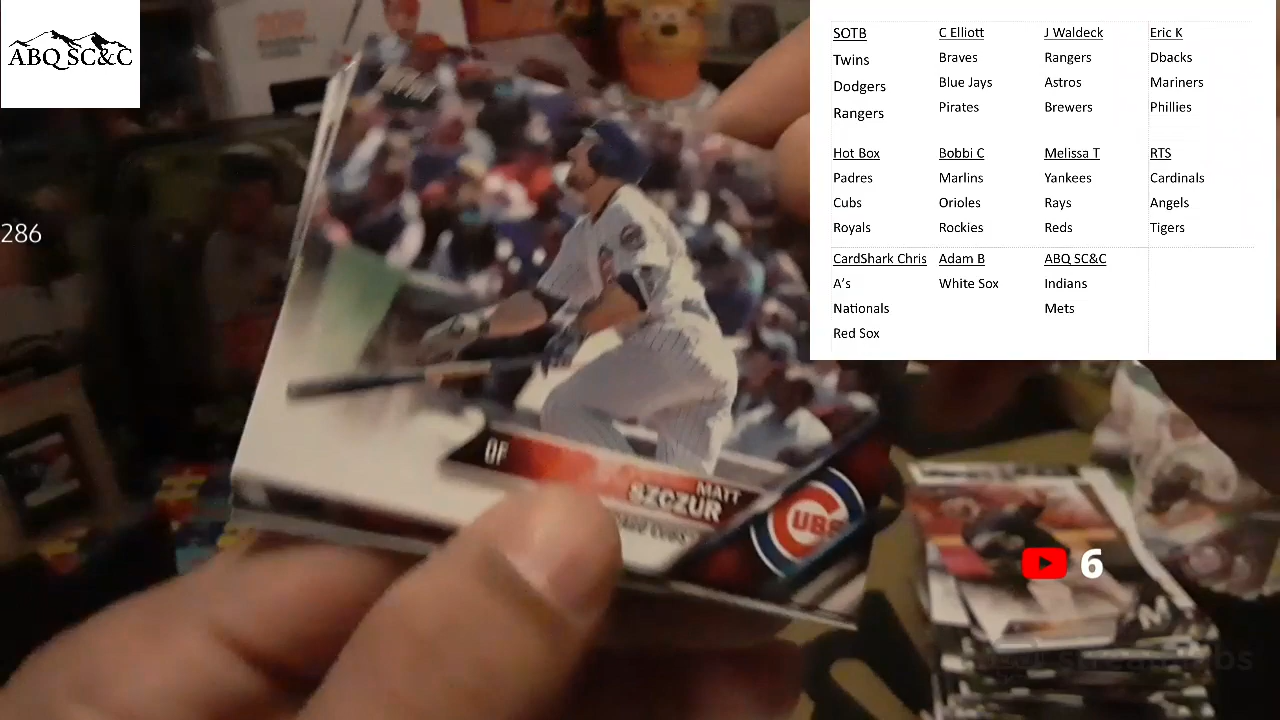 ABQ SC&C
286
SOTB
Twins
Dodgers
Rangers
C Elliott
Braves
Blue Jays
Pirates
J Waldeck
Rangers
Astros
Brewers
Eric K
Dbacks
Mariners
Phillies
Hot Box
Padres
Cubs
Royals
Bobbi C
Marlins
Orioles
Rockies
Melissa T
Yankees
Rays
Reds
RTS
Cardinals
Angels
Tigers
CardShark Chris
A's
Nationals
Red Sox
Adam B
White Sox
ABQ SC&C
Indians
Mets
OF
MATT
SZCZUR
CUBS
6